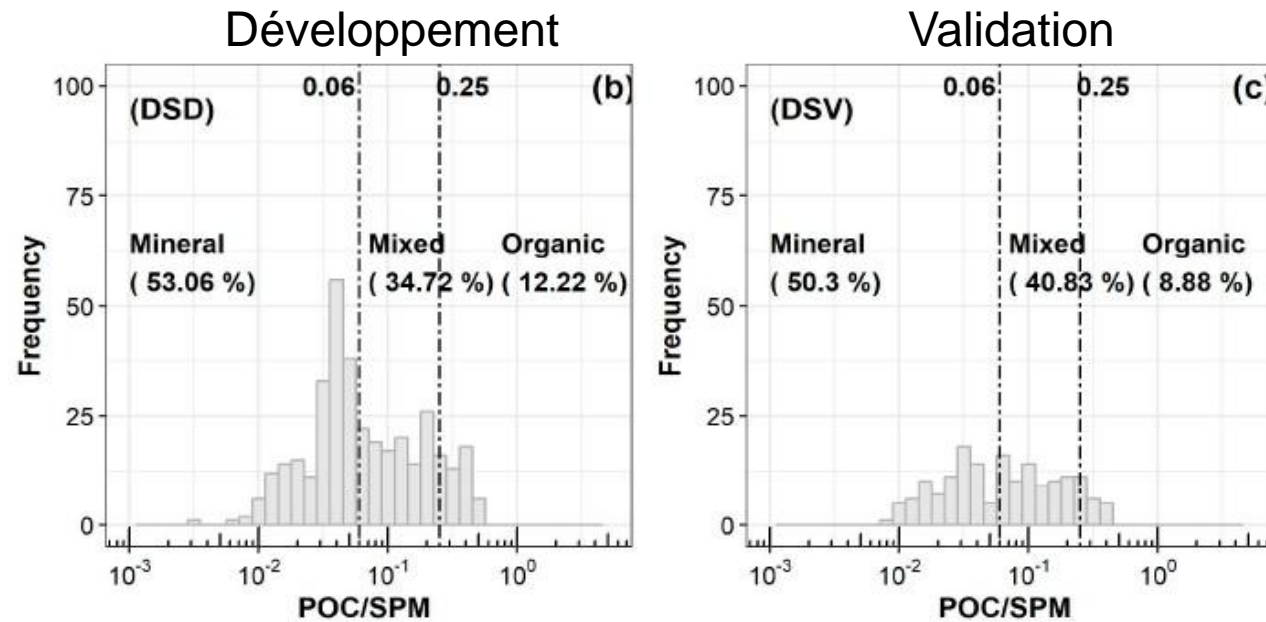 Développement
Validation
100
75
50
25
0
Frequency
(DSD)
0.06
0.25
(b)
Mineral
( 53.06 %)
Mixed
( 34.72 %)
Organic
( 12.22 %)
10-3
10-2
10-1
100
POC/SPM
100
75
50
25
0
Frequency
(DSV)
0.06
0.25
(c)
Mineral
( 50.3 %)
Mixed
( 40.83 %)
Organic
( 8.88 %)
10-3
10-2
10-1
100
POC/SPM